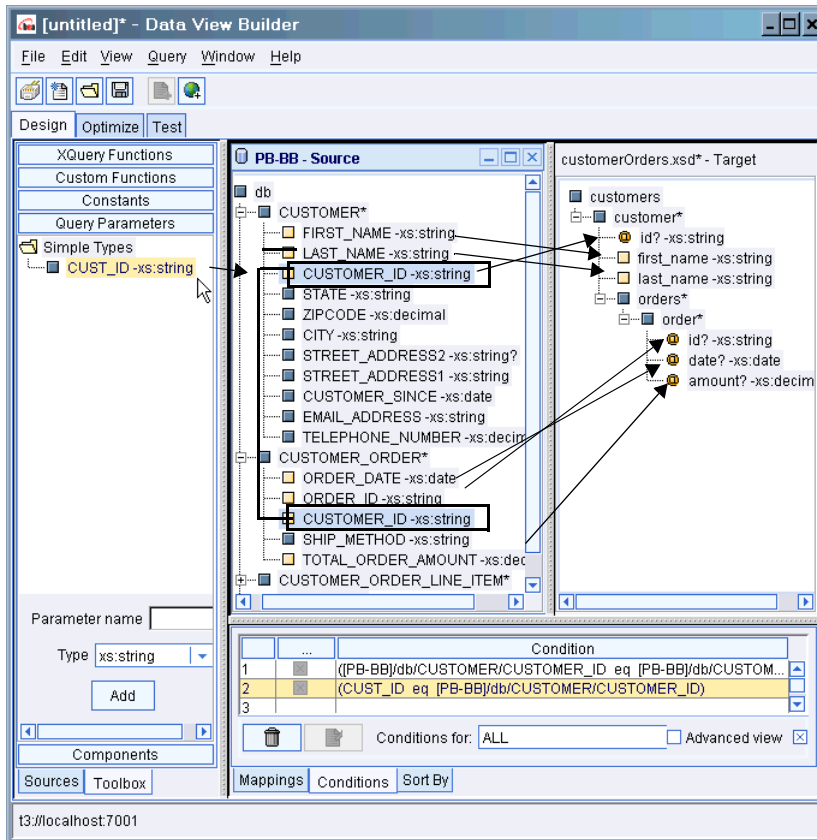 [untitled]* - Data View Builder
File Edit View Query Window Help
Design Optimize Test
XQuery Functions
Custom Functions
Constants
Query Parameters
Simple Types
CUST_ID -xs:string
Parameter name
Type xs:string
Add
Components
Sources Toolbox
PB-BB - Source
db
CUSTOMER*
FIRST_NAME -xs:string
LAST_NAME -xs:string
CUSTOMER_ID -xs:string
STATE -xs:string
ZIPCODE -xs:decimal
CITY -xs:string
STREET_ADDRESS2 -xs:string?
STREET_ADDRESS1 -xs:string
CUSTOMER_SINCE -xs:date
EMAIL_ADDRESS -xs:string
TELEPHONE_NUMBER -xs:decim
CUSTOMER_ORDER*
ORDER_DATE -xs:date
ORDER_ID -xs:string
CUSTOMER_ID -xs:string
SHIP_METHOD -xs:string
TOTAL_ORDER_AMOUNT -xs:dec
CUSTOMER_ORDER_LINE_ITEM*
customerOrders.xsd* - Target
customers
customer*
id? -xs:string
first_name -xs:string
last_name -xs:string
orders*
order*
id? -xs:string
date? -xs:date
amount? -xs:decim
... Condition
1 ([PB-BB]/db/CUSTOMER/CUSTOMER_ID eq [PB-BB]/db/CUSTOM...
2 (CUST_ID eq [PB-BB]/db/CUSTOMER/CUSTOMER_ID)
3
Conditions for: ALL Advanced view
Mappings Conditions Sort By
t3://localhost:7001